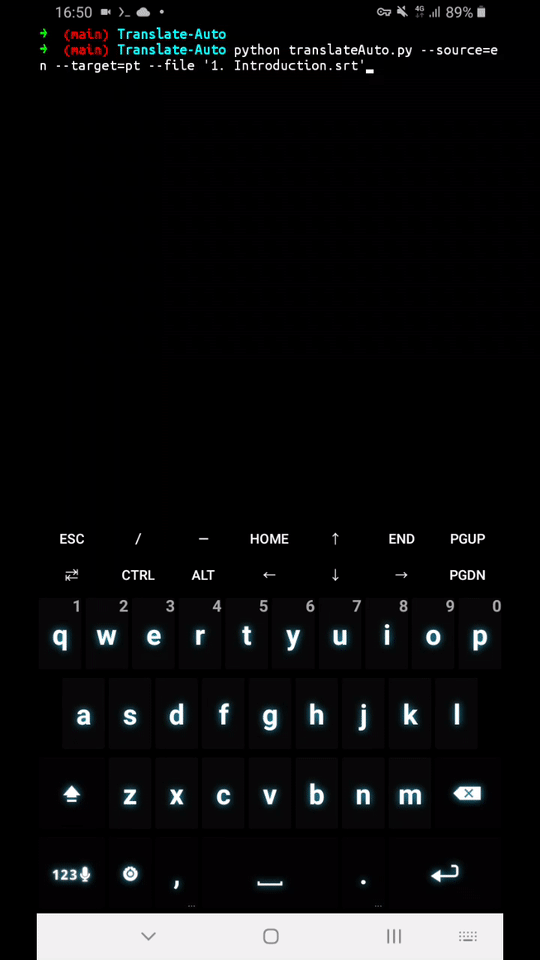 16:50 4G 89%
➜ (main) Translate-Auto
➜ (main) Translate-Auto python translateAuto.py --source=e
n --target=pt --file '1. Introduction.srt'
ESC / — HOME ↑ END PGUP
⇄ CTRL ALT ← ↓ → PGDN
1 2 3 4 5 6 7 8 9 0
q w e r t y u i o p
a s d f g h j k l
z x c v b n m
123 , .
... ...